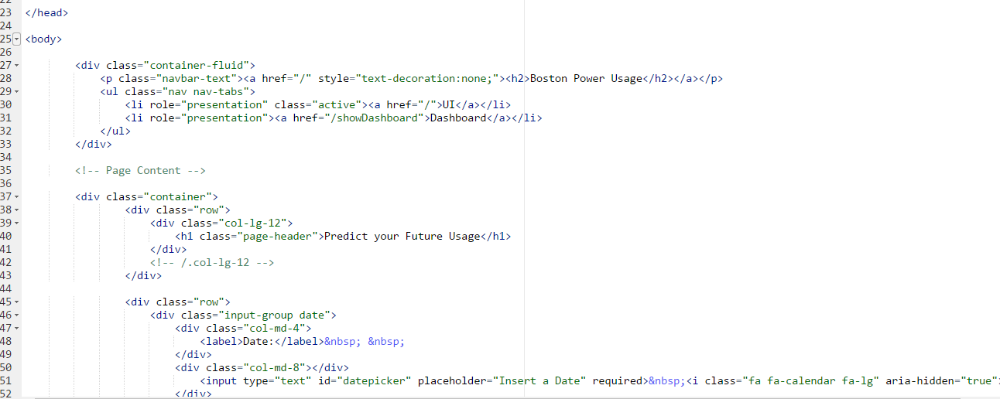 22
23 </head>
24
25 <body>
26
27 <div class="container-fluid">
28 <p class="navbar-text"><a href="/" style="text-decoration:none;"><h2>Boston Power Usage</h2></a></p>
29 <ul class="nav nav-tabs">
30 <li role="presentation" class="active"><a href="/">UI</a></li>
31 <li role="presentation"><a href="/showDashboard">Dashboard</a></li>
32 </ul>
33 </div>
34
35 <!-- Page Content -->
36
37 <div class="container">
38 <div class="row">
39 <div class="col-lg-12">
40 <h1 class="page-header">Predict your Future Usage</h1>
41 </div>
42 <!-- /.col-lg-12 -->
43 </div>
44
45 <div class="row">
46 <div class="input-group date">
47 <div class="col-md-4">
48 <label>Date:</label>&nbsp; &nbsp;
49 </div>
50 <div class="col-md-8"></div>
51 <input type="text" id="datepicker" placeholder="Insert a Date" required>&nbsp;<i class="fa fa-calendar fa-lg" aria-hidden="true"
52 </div>